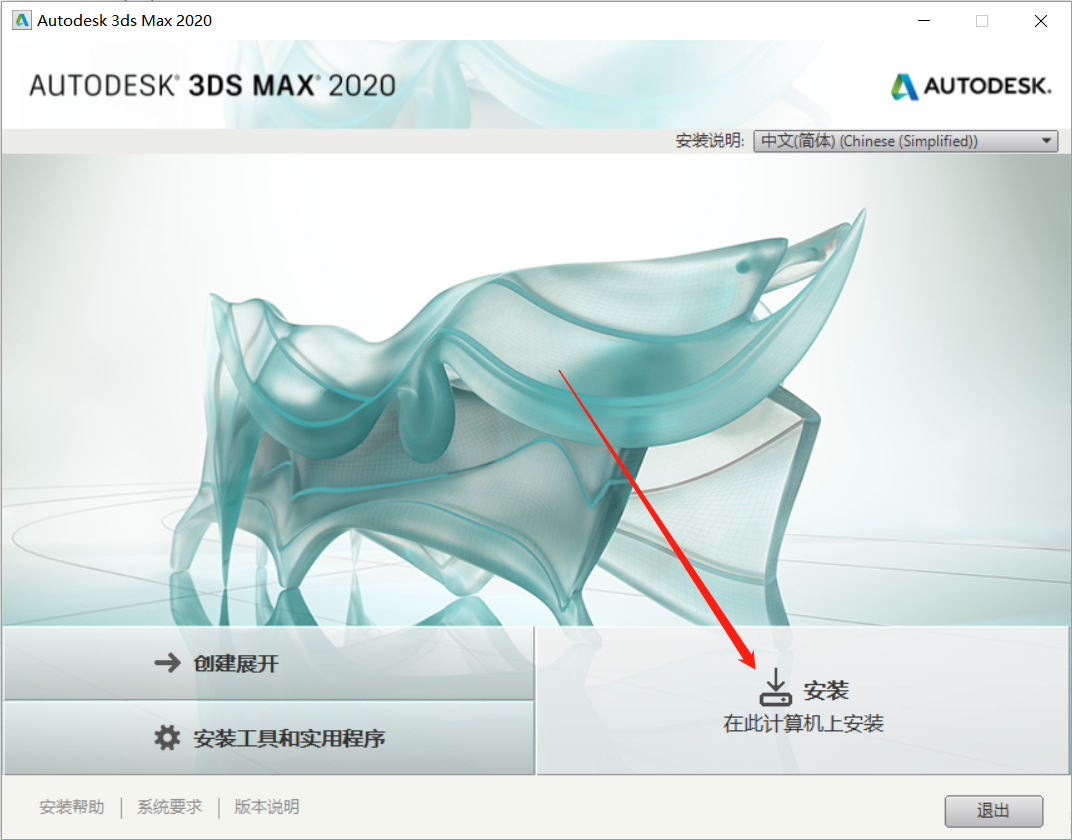 Autodesk 3ds Max 2020
AUTODESK® 3DS MAX® 2020
AUTODESK.
安装说明: 中文(简体) (Chinese (Simplified))
创建展开
安装工具和实用程序
安装
在此计算机上安装
安装帮助 | 系统要求 | 版本说明
退出